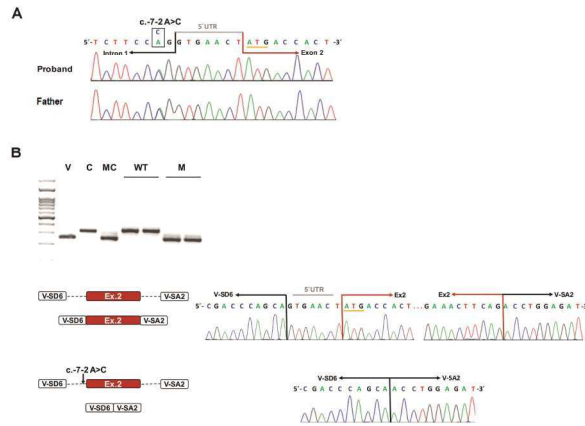 A
c.-7-2 A>C
C
5´UTR
5´-T C T T C C A G G T G A A C T A T G A C C A C T-3´
Intron 1
Exon 2
Proband
Father
B
V C MC WT M
V-SD6 Ex.2 V-SA2
V-SD6 Ex.2 V-SA2
V-SD6 5´UTR Ex2 Ex2 V-SA2
5´-C G A C C C A G C A G T G A A C T A T G A C C A C T ... G A A A C T T C A G A C C T G G A G A T-3´
c.-7-2 A>C
V-SD6 Ex.2 V-SA2
V-SD6 V-SA2
V-SD6 V-SA2
5´-C G A C C C A G C A A C C T G G A G A T-3´